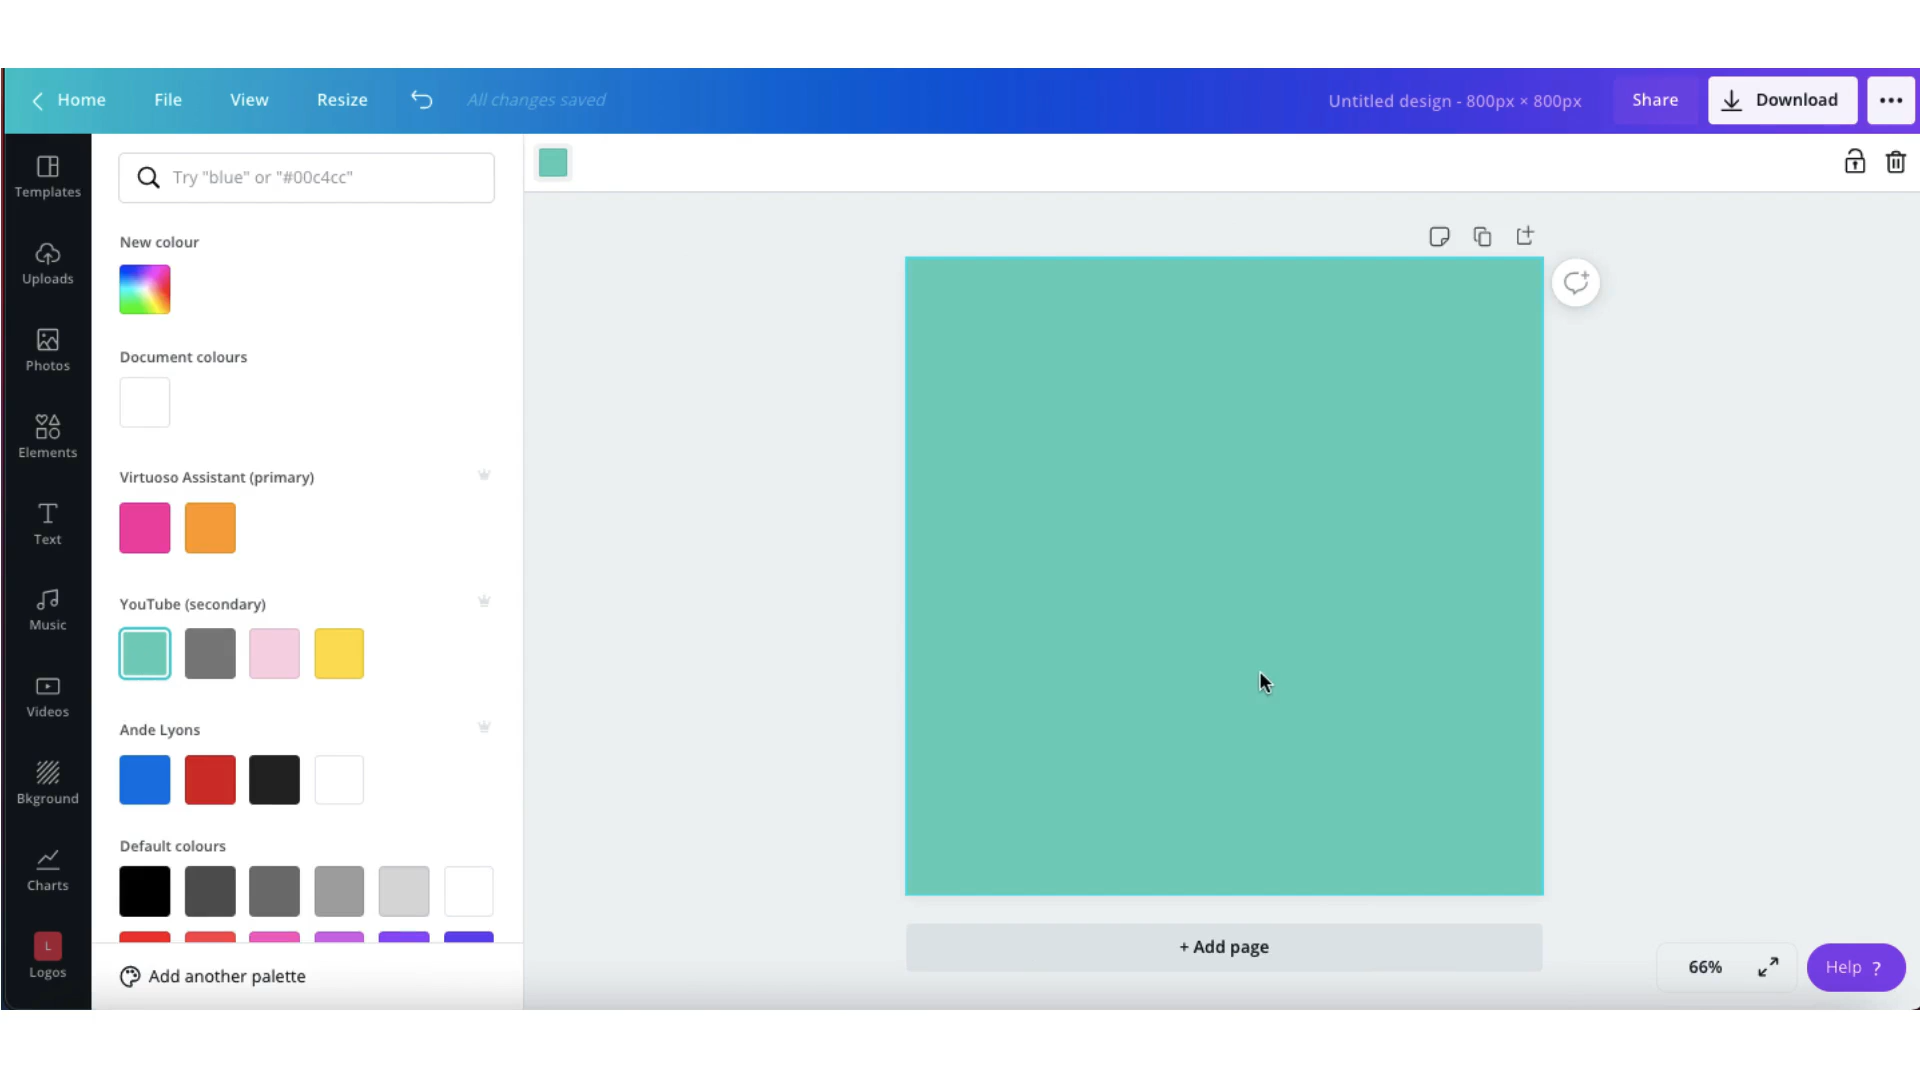 Home File View Resize All changes saved Untitled design - 800px × 800px Share Download
Templates
Uploads
Photos
Elements
Text
Music
Videos
Bkground
Charts
L
Logos
Try "blue" or "#00c4cc"
New colour
Document colours
Virtuoso Assistant (primary)
YouTube (secondary)
Ande Lyons
Default colours
Add another palette
+ Add page
66%
Help ?